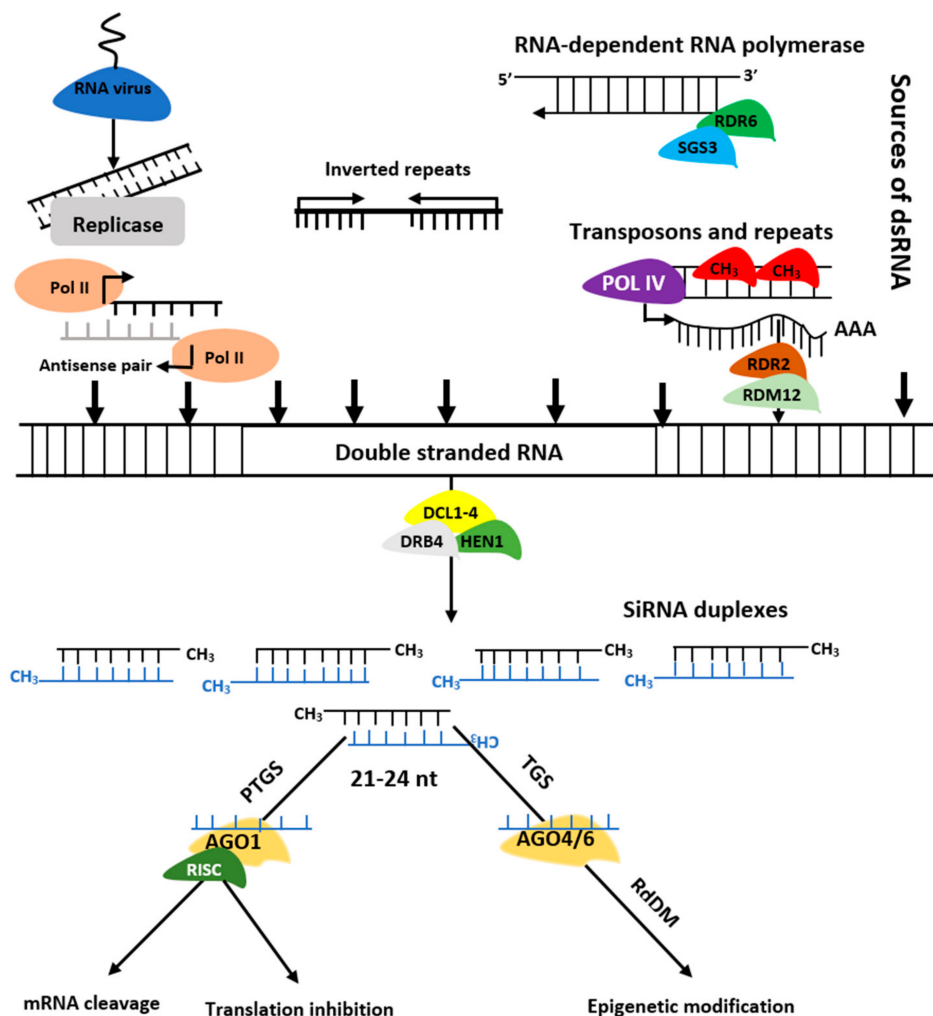 RNA-dependent RNA polymerase
5’
3’
RNA virus
RDR6
SGS3
Sources of dsRNA
Inverted repeats
Replicase
Transposons and repeats
Pol II
POL IV
CH3
CH3
AAA
Antisense pair
Pol II
RDR2
RDM12
Double stranded RNA
DCL1-4
DRB4
HEN1
SiRNA duplexes
CH3
CH3
CH3
CH3
CH3
CH3
CH3
CH3
CH3
CH3
21-24 nt
PTGS
TGS
AGO1
AGO4/6
RISC
RdDM
mRNA cleavage
Translation inhibition
Epigenetic modification